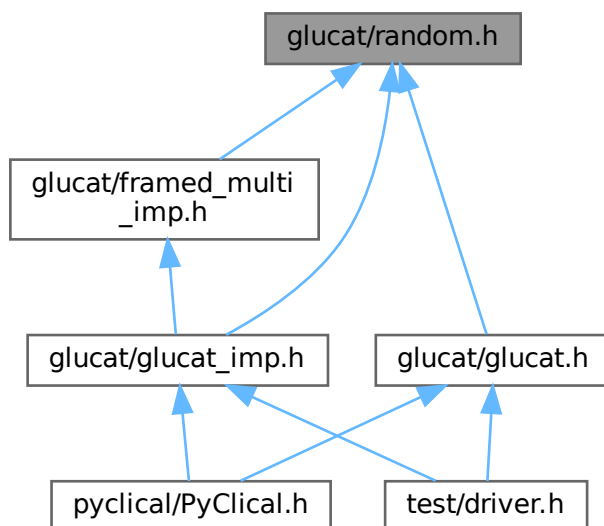 glucat/random.h
glucat/framed_multi
_imp.h
glucat/glucat_imp.h
glucat/glucat.h
pyclical/PyClical.h
test/driver.h